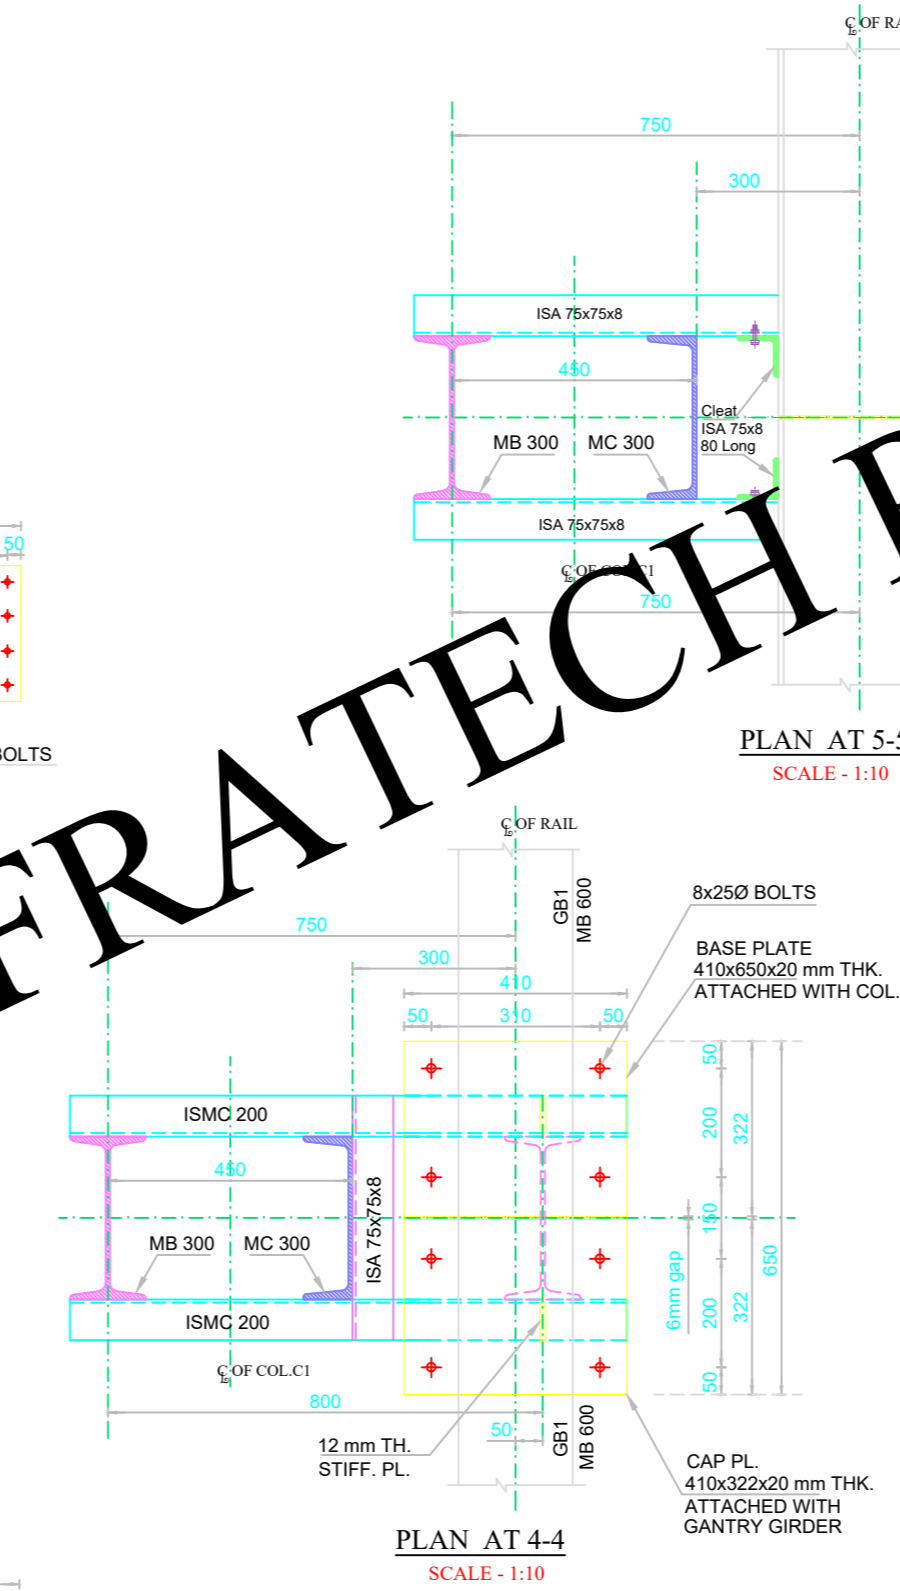 ℄ OF RA
750
300
ISA 75x75x8
450
Cleat
ISA 75x8
80 Long
MB 300
MC 300
ISA 75x75x8
℄ OF COL.C1
750
50
BOLTS
PLAN AT 5-5
SCALE - 1:10
FRATECH P
℄ OF RAIL
GB1
MB 600
8x25Ø BOLTS
750
BASE PLATE
410x650x20 mm THK.
ATTACHED WITH COL.
300
410
50
310
50
50
200
322
ISMC 200
450
ISA 75x75x8
150
650
MB 300
MC 300
6mm gap
200
322
ISMC 200
℄ OF COL.C1
50
800
50
GB1
MB 600
12 mm TH.
STIFF. PL.
CAP PL.
410x322x20 mm THK.
ATTACHED WITH
GANTRY GIRDER
PLAN AT 4-4
SCALE - 1:10